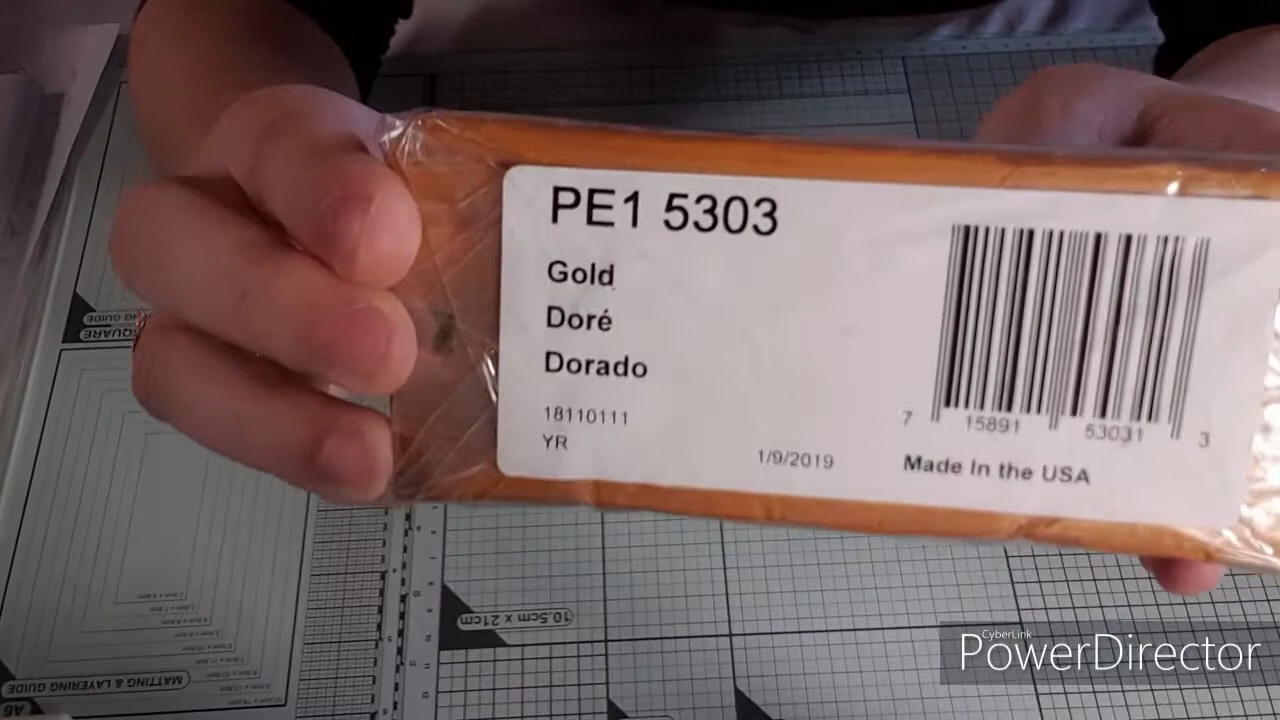 PE1 5303
Gold
Doré
Dorado
18110111
YR
1/9/2019
7 15891 53031 3
Made in the USA
10.5cm x 21cm
MATTING & LAYERING GUIDE
A5
CyberLink
PowerDirector